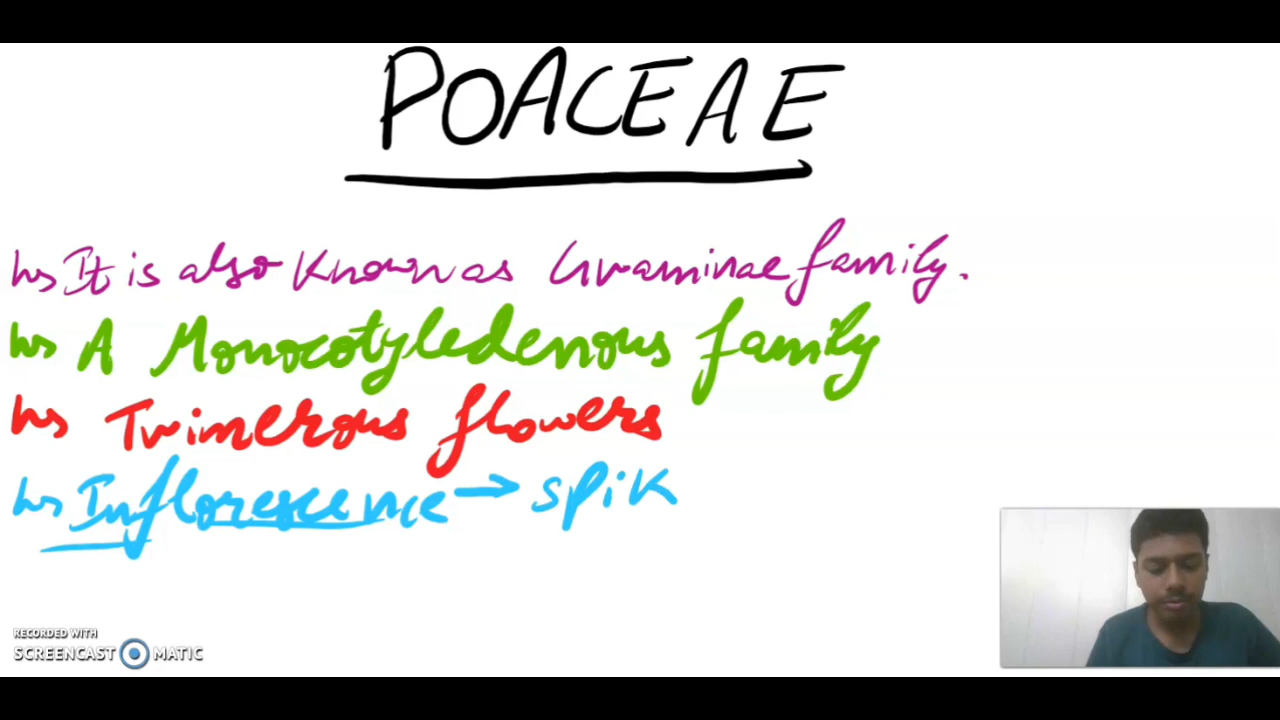 POACEAE
↳ It is also Known as Graminae family.
↳ A Monocotyledenous family
↳ Trimerous flowers
↳ Inflorescence → spik
RECORDED WITH
SCREENCAST MATIC